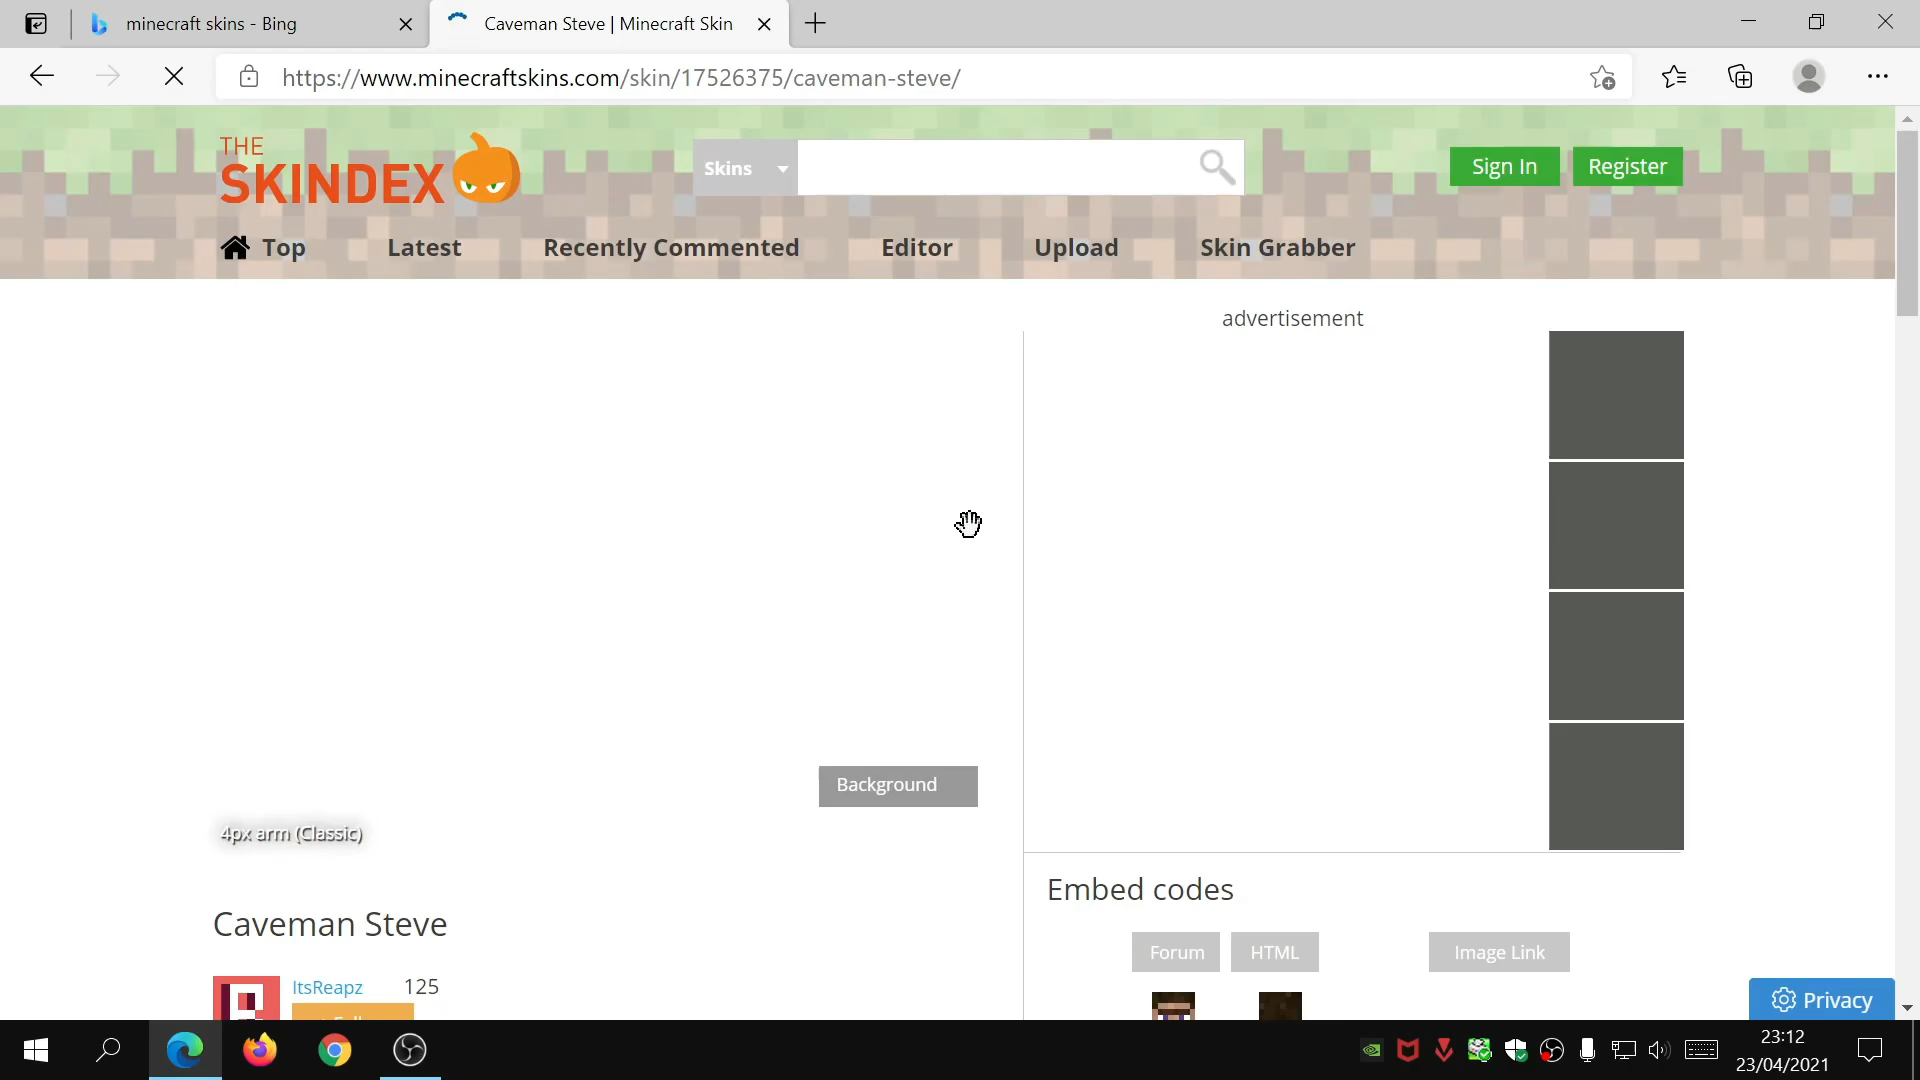 minecraft skins - Bing
Caveman Steve | Minecraft Skin
https://www.minecraftskins.com/skin/17526375/caveman-steve/
THE
SKINDEX
Skins
Sign In
Register
Top
Latest
Recently Commented
Editor
Upload
Skin Grabber
advertisement
Background
4px arm (Classic)
Embed codes
Caveman Steve
Forum
HTML
Image Link
ItsReapz
125
Privacy
23:12
23/04/2021